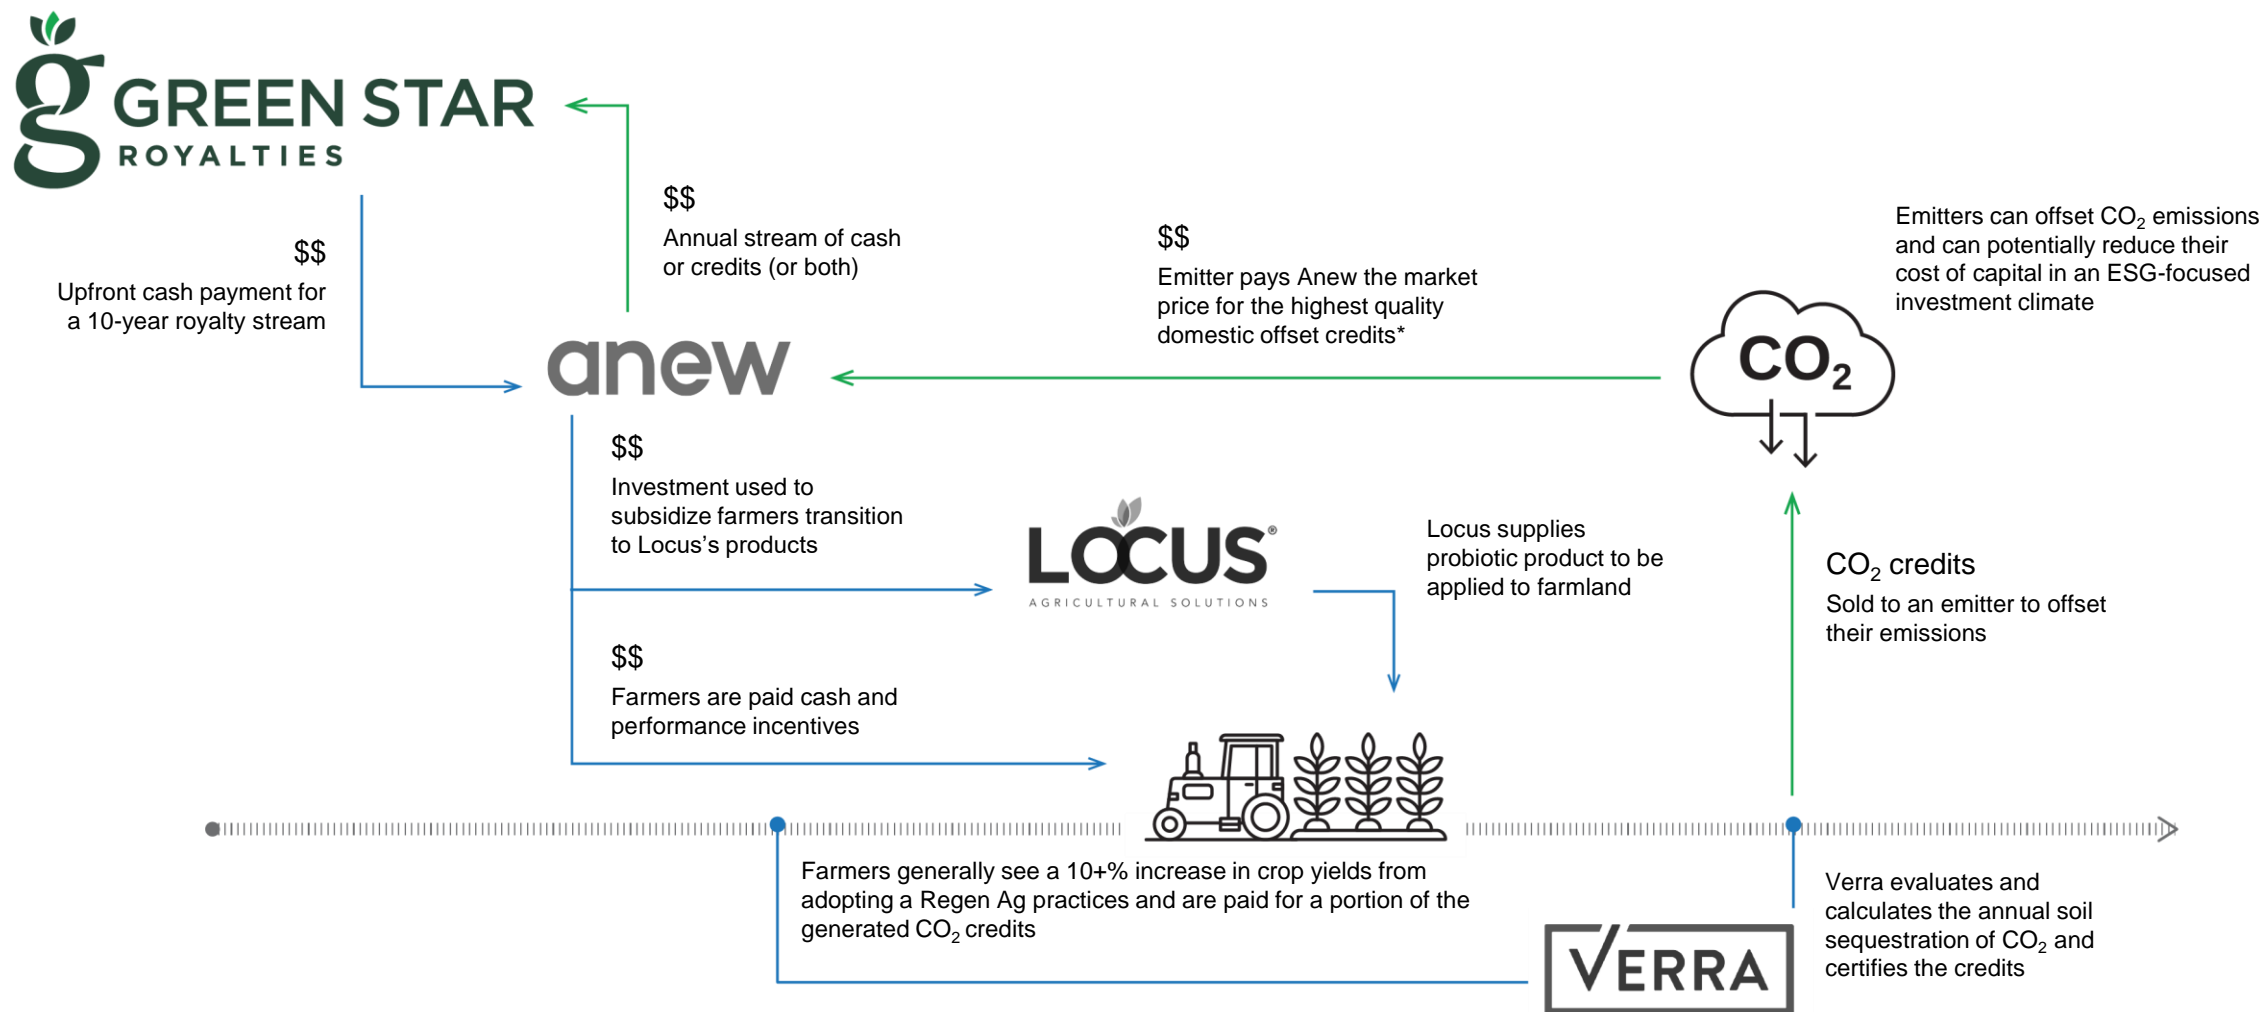 GREEN STAR
ROYALTIES
$$
Upfront cash payment for
a 10-year royalty stream
$$
Annual stream of cash
or credits (or both)
$$
Emitter pays Anew the market
price for the highest quality
domestic offset credits*
Emitters can offset CO₂ emissions
and can potentially reduce their
cost of capital in an ESG-focused
investment climate
anew
CO₂
$$
Investment used to
subsidize farmers transition
to Locus’s products
LOCUS®
AGRICULTURAL SOLUTIONS
Locus supplies
probiotic product to be
applied to farmland
CO₂ credits
Sold to an emitter to offset
their emissions
$$
Farmers are paid cash and
performance incentives
Farmers generally see a 10+% increase in crop yields from
adopting a Regen Ag practices and are paid for a portion of the
generated CO₂ credits
VERRA
Verra evaluates and
calculates the annual soil
sequestration of CO₂ and
certifies the credits